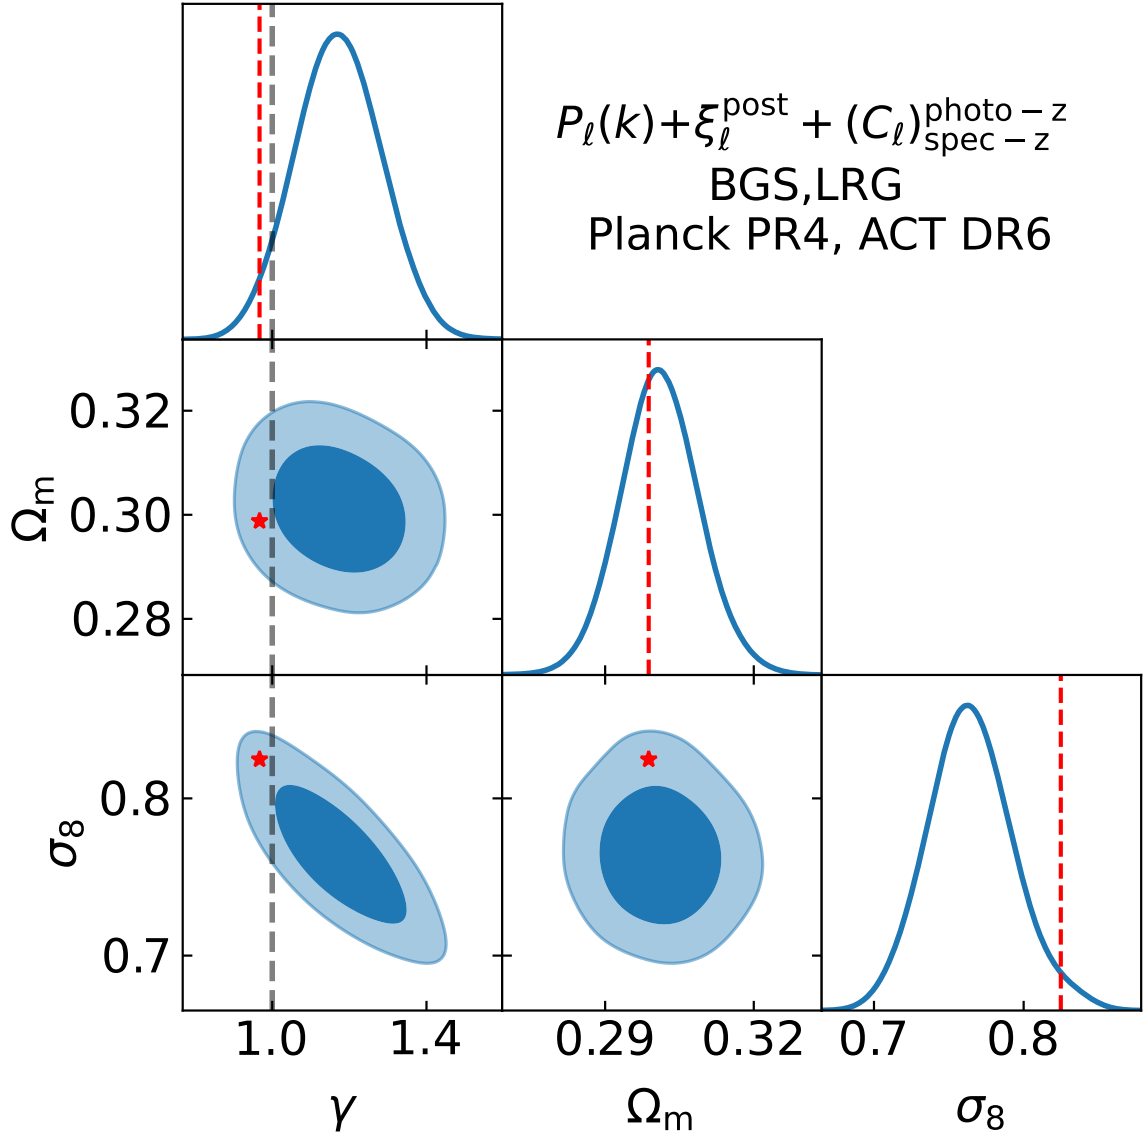 P_ℓ(k)+ξ_ℓ^post + (C_ℓ)_spec−z^photo−z
BGS,LRG
Planck PR4, ACT DR6
0.32
0.30
0.28
Ω_m
0.8
0.7
σ_8
1.0 1.4 0.29 0.32 0.7 0.8
γ Ω_m σ_8